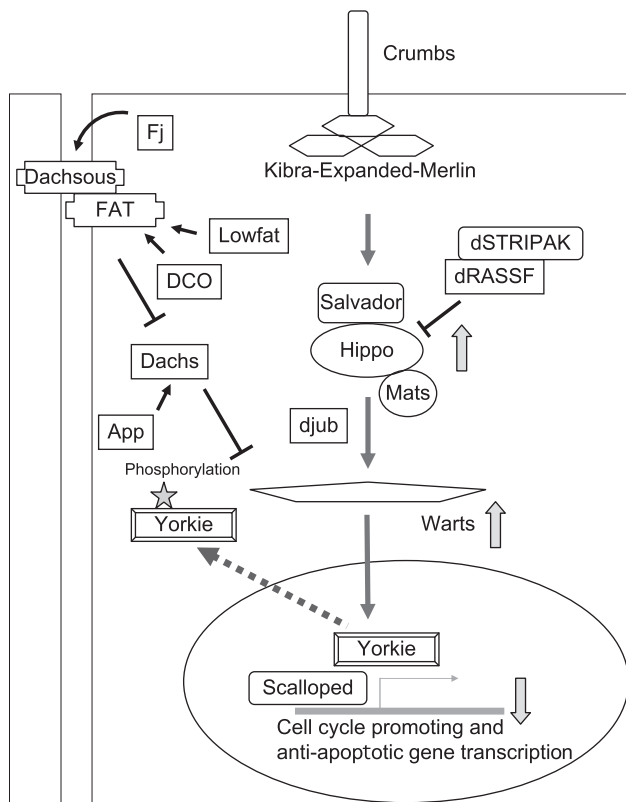 Crumbs
Fj
Dachsous
Kibra-Expanded-Merlin
FAT
Lowfat
dSTRIPAK
DCO
dRASSF
Salvador
Hippo
Dachs
Mats
App
djub
Phosphorylation
Yorkie
Warts
Yorkie
Scalloped
Cell cycle promoting and
anti-apoptotic gene transcription